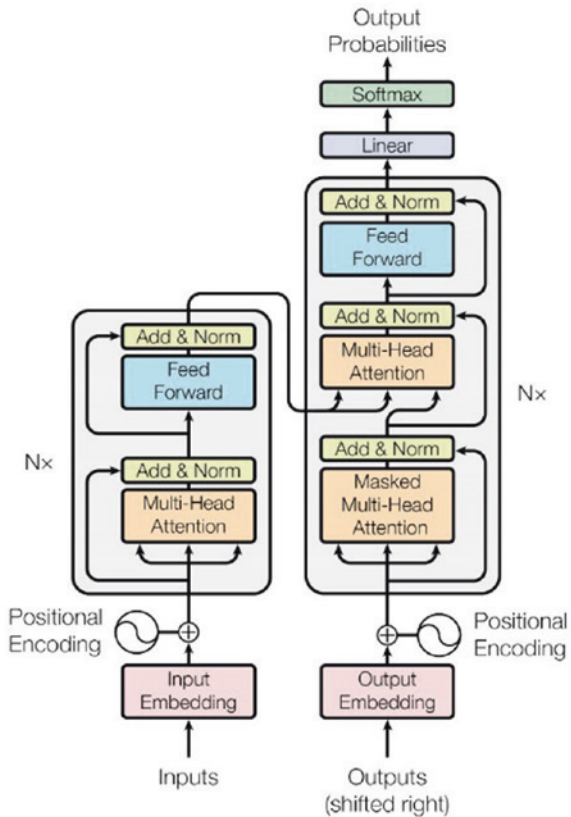 Output
Probabilities
Softmax
Linear
Add & Norm
Feed
Forward
Add & Norm
Multi-Head
Attention
Add & Norm
Masked
Multi-Head
Attention
Nx
Add & Norm
Feed
Forward
Add & Norm
Multi-Head
Attention
Nx
Positional
Encoding
Positional
Encoding
Input
Embedding
Output
Embedding
Inputs
Outputs
(shifted right)